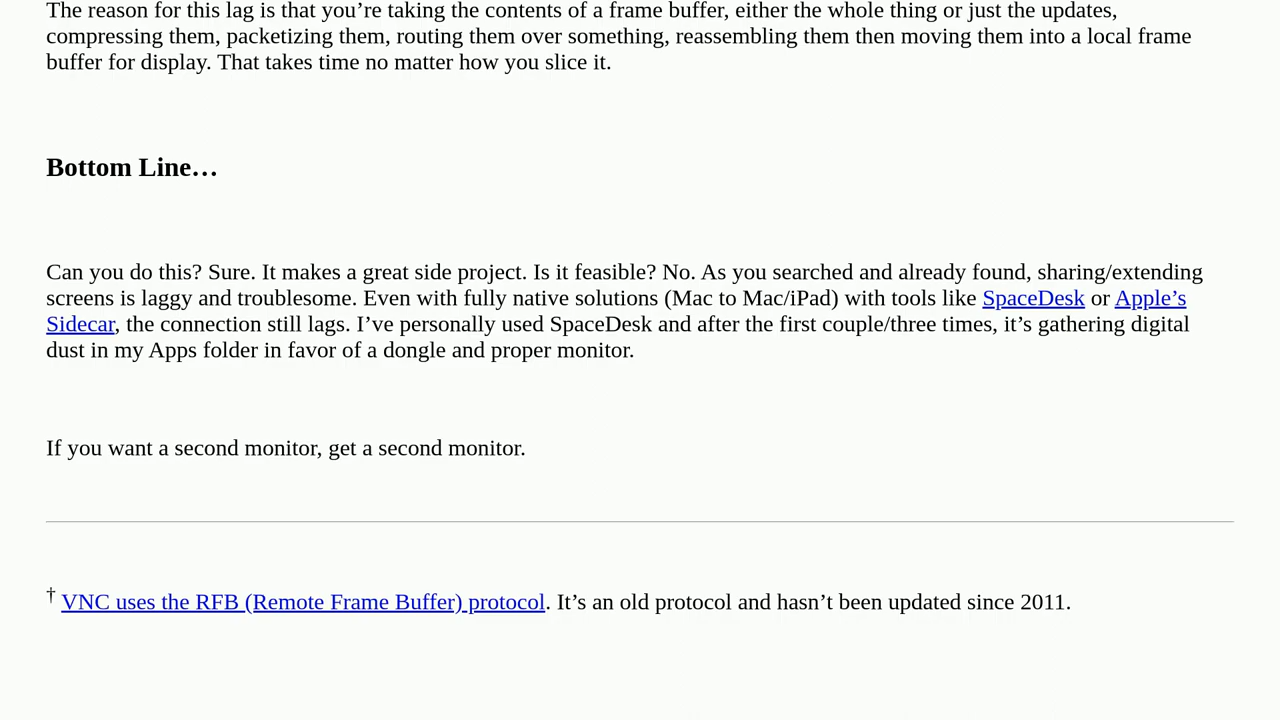 The reason for this lag is that you’re taking the contents of a frame buffer, either the whole thing or just the updates,
compressing them, packetizing them, routing them over something, reassembling them then moving them into a local frame
buffer for display. That takes time no matter how you slice it.
Bottom Line…
Can you do this? Sure. It makes a great side project. Is it feasible? No. As you searched and already found, sharing/extending
screens is laggy and troublesome. Even with fully native solutions (Mac to Mac/iPad) with tools like SpaceDesk or Apple’s
Sidecar, the connection still lags. I’ve personally used SpaceDesk and after the first couple/three times, it’s gathering digital
dust in my Apps folder in favor of a dongle and proper monitor.
If you want a second monitor, get a second monitor.
† VNC uses the RFB (Remote Frame Buffer) protocol. It’s an old protocol and hasn’t been updated since 2011.